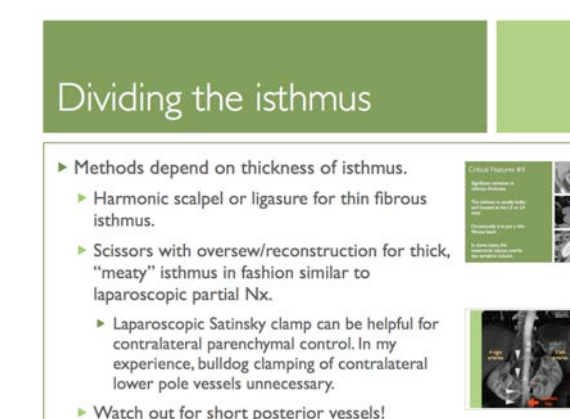 Dividing the isthmus
Methods depend on thickness of isthmus.
Harmonic scalpel or ligasure for thin fibrous
isthmus.
Scissors with oversew/reconstruction for thick,
“meaty” isthmus in fashion similar to
laparoscopic partial Nx.
Laparoscopic Satinsky clamp can be helpful for
contralateral parenchymal control. In my
experience, bulldog clamping of contralateral
lower pole vessels unnecessary.
Watch out for short posterior vessels!
Critical Features #4